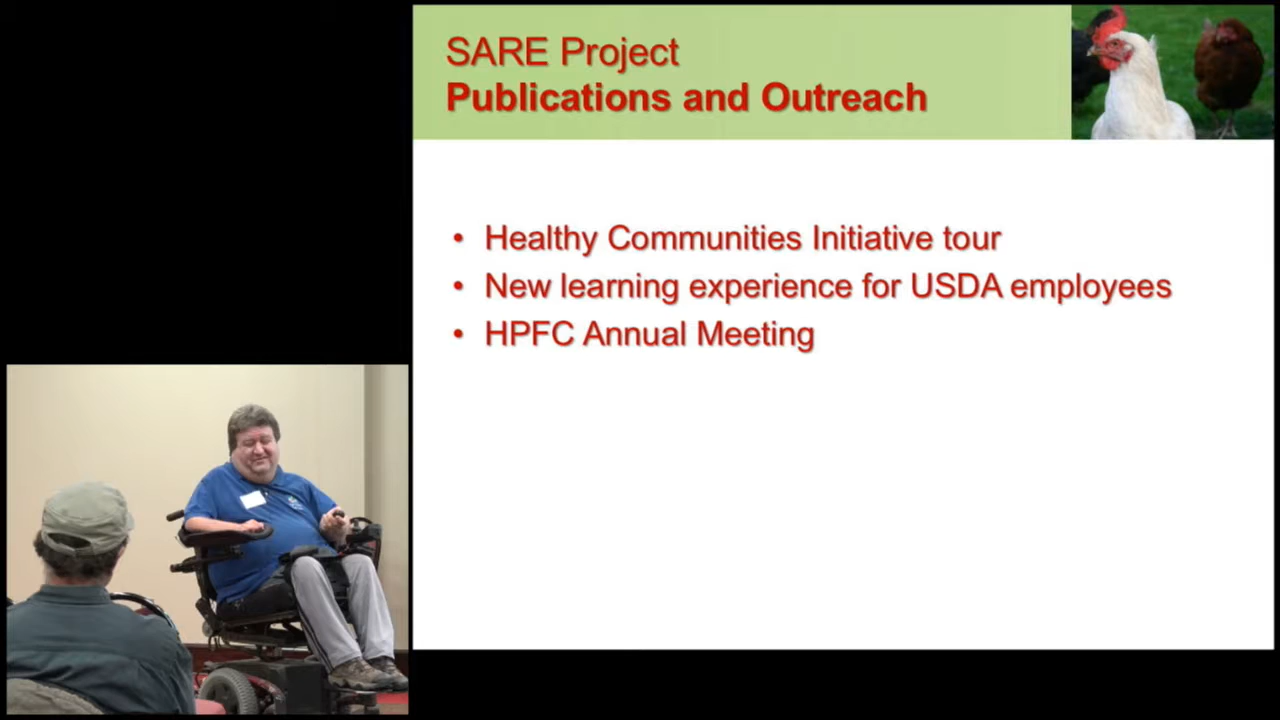 SARE Project
Publications and Outreach
• Healthy Communities Initiative tour
• New learning experience for USDA employees
• HPFC Annual Meeting